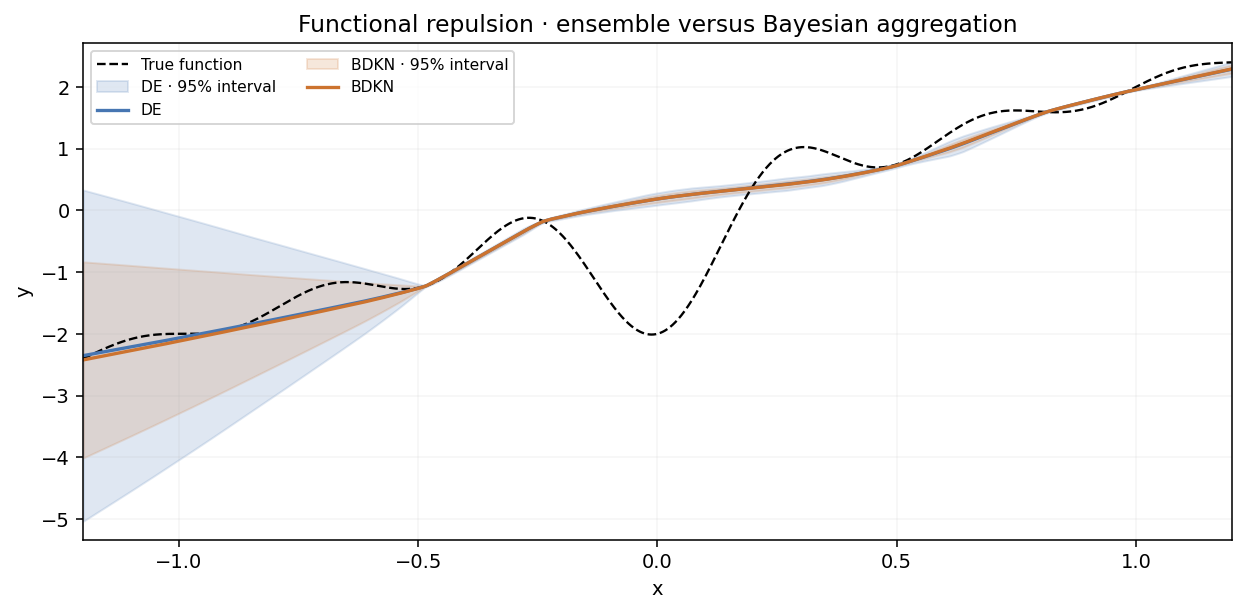 Functional repulsion · ensemble versus Bayesian aggregation
True function
DE · 95% interval
DE
BDKN · 95% interval
BDKN
y
2
1
0
−1
−2
−3
−4
−5
−1.0
−0.5
0.0
0.5
1.0
x